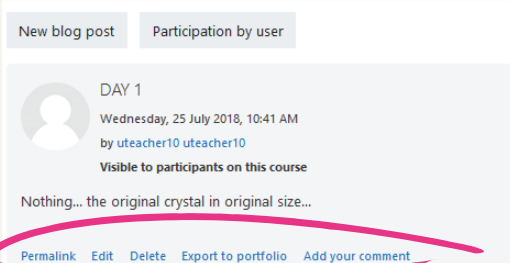 New blog post Participation by user
DAY 1
Wednesday, 25 July 2018, 10:41 AM
by uteacher10 uteacher10
Visible to participants on this course
Nothing... the original crystal in original size...
Permalink Edit Delete Export to portfolio Add your comment